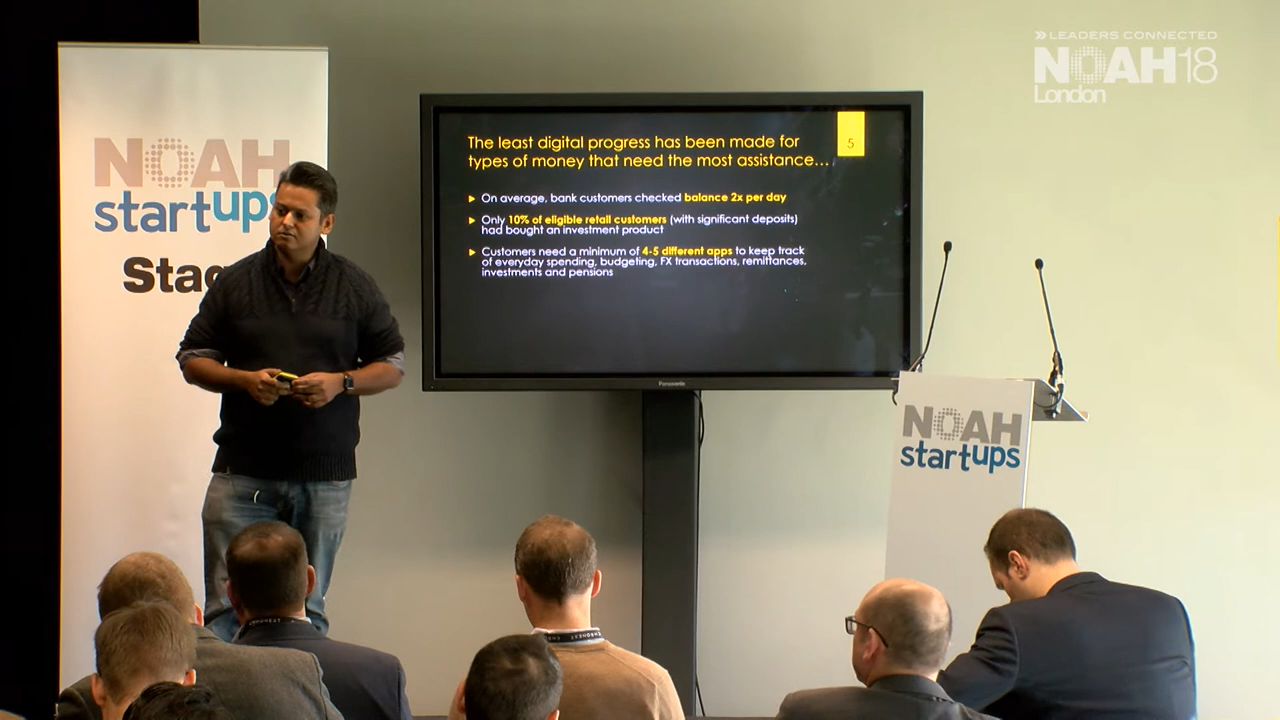 LEADERS CONNECTED
NOAH18
London
NOAH
startups
Stag
5
The least digital progress has been made for
types of money that need the most assistance…
On average, bank customers checked balance 2x per day
Only 10% of eligible retail customers (with significant deposits)
had bought an investment product
Customers need a minimum of 4-5 different apps to keep track
of everyday spending, budgeting, FX transactions, remittances,
investments and pensions
Panasonic
NOAH
startups